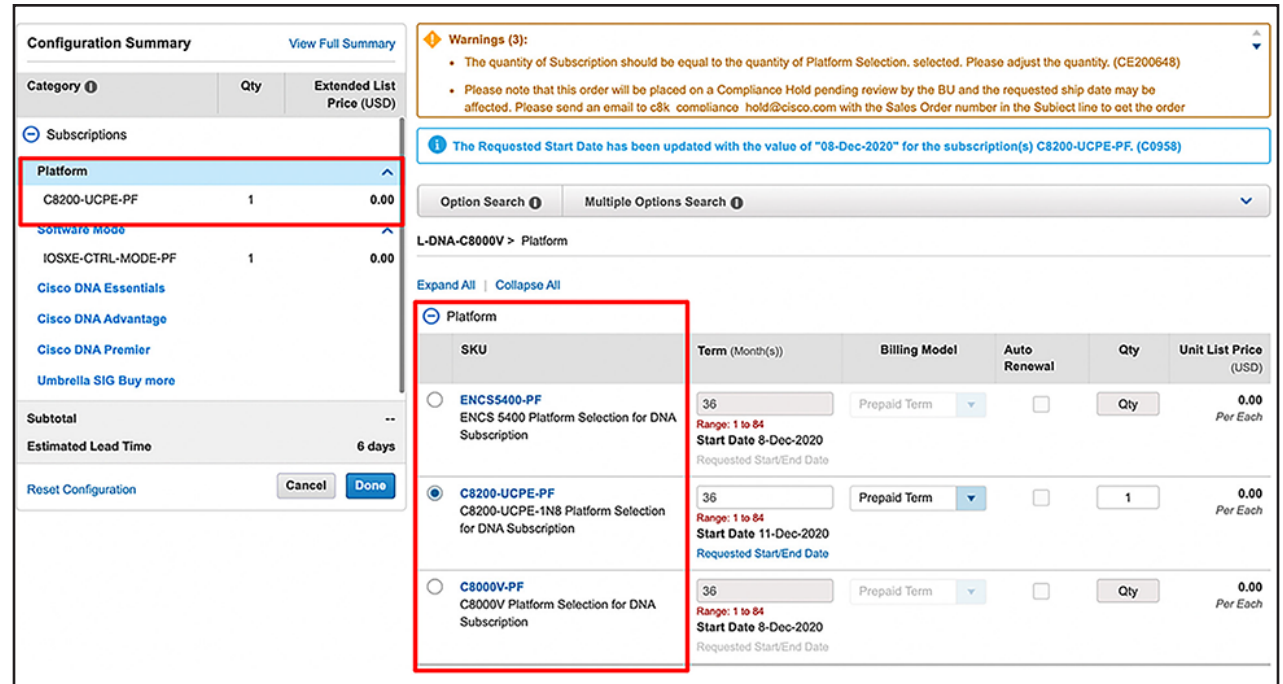 Configuration Summary
View Full Summary
Category
Qty
Extended List
Price (USD)
Subscriptions
Platform
C8200-UCPE-PF 1 0.00
Software Mode
IOSXE-CTRL-MODE-PF 1 0.00
Cisco DNA Essentials
Cisco DNA Advantage
Cisco DNA Premier
Umbrella SIG Buy more
Subtotal --
Estimated Lead Time 6 days
Reset Configuration
Cancel
Done
Warnings (3):
• The quantity of Subscription should be equal to the quantity of Platform Selection. selected. Please adjust the quantity. (CE200648)
• Please note that this order will be placed on a Compliance Hold pending review by the BU and the requested ship date may be
affected. Please send an email to c8k_compliance_hold@cisco.com with the Sales Order number in the Subject line to get the order
The Requested Start Date has been updated with the value of "08-Dec-2020" for the subscription(s) C8200-UCPE-PF. (C0958)
Option Search
Multiple Options Search
L-DNA-C8000V > Platform
Expand All | Collapse All
Platform
SKU
Term (Month(s))
Billing Model
Auto
Renewal
Qty
Unit List Price
(USD)
ENCS5400-PF
ENCS 5400 Platform Selection for DNA
Subscription
36
Range: 1 to 84
Start Date 8-Dec-2020
Requested Start/End Date
Prepaid Term
Qty
0.00
Per Each
C8200-UCPE-PF
C8200-UCPE-1N8 Platform Selection
for DNA Subscription
36
Range: 1 to 84
Start Date 11-Dec-2020
Requested Start/End Date
Prepaid Term
1
0.00
Per Each
C8000V-PF
C8000V Platform Selection for DNA
Subscription
36
Range: 1 to 84
Start Date 8-Dec-2020
Requested Start/End Date
Prepaid Term
Qty
0.00
Per Each